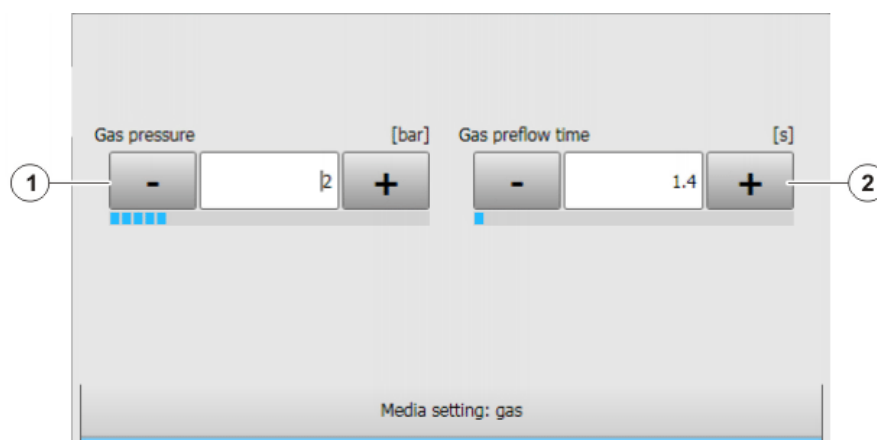 Gas pressure [bar] Gas preflow time [s]
1 - 2 + - 1.4 + 2
Media setting: gas